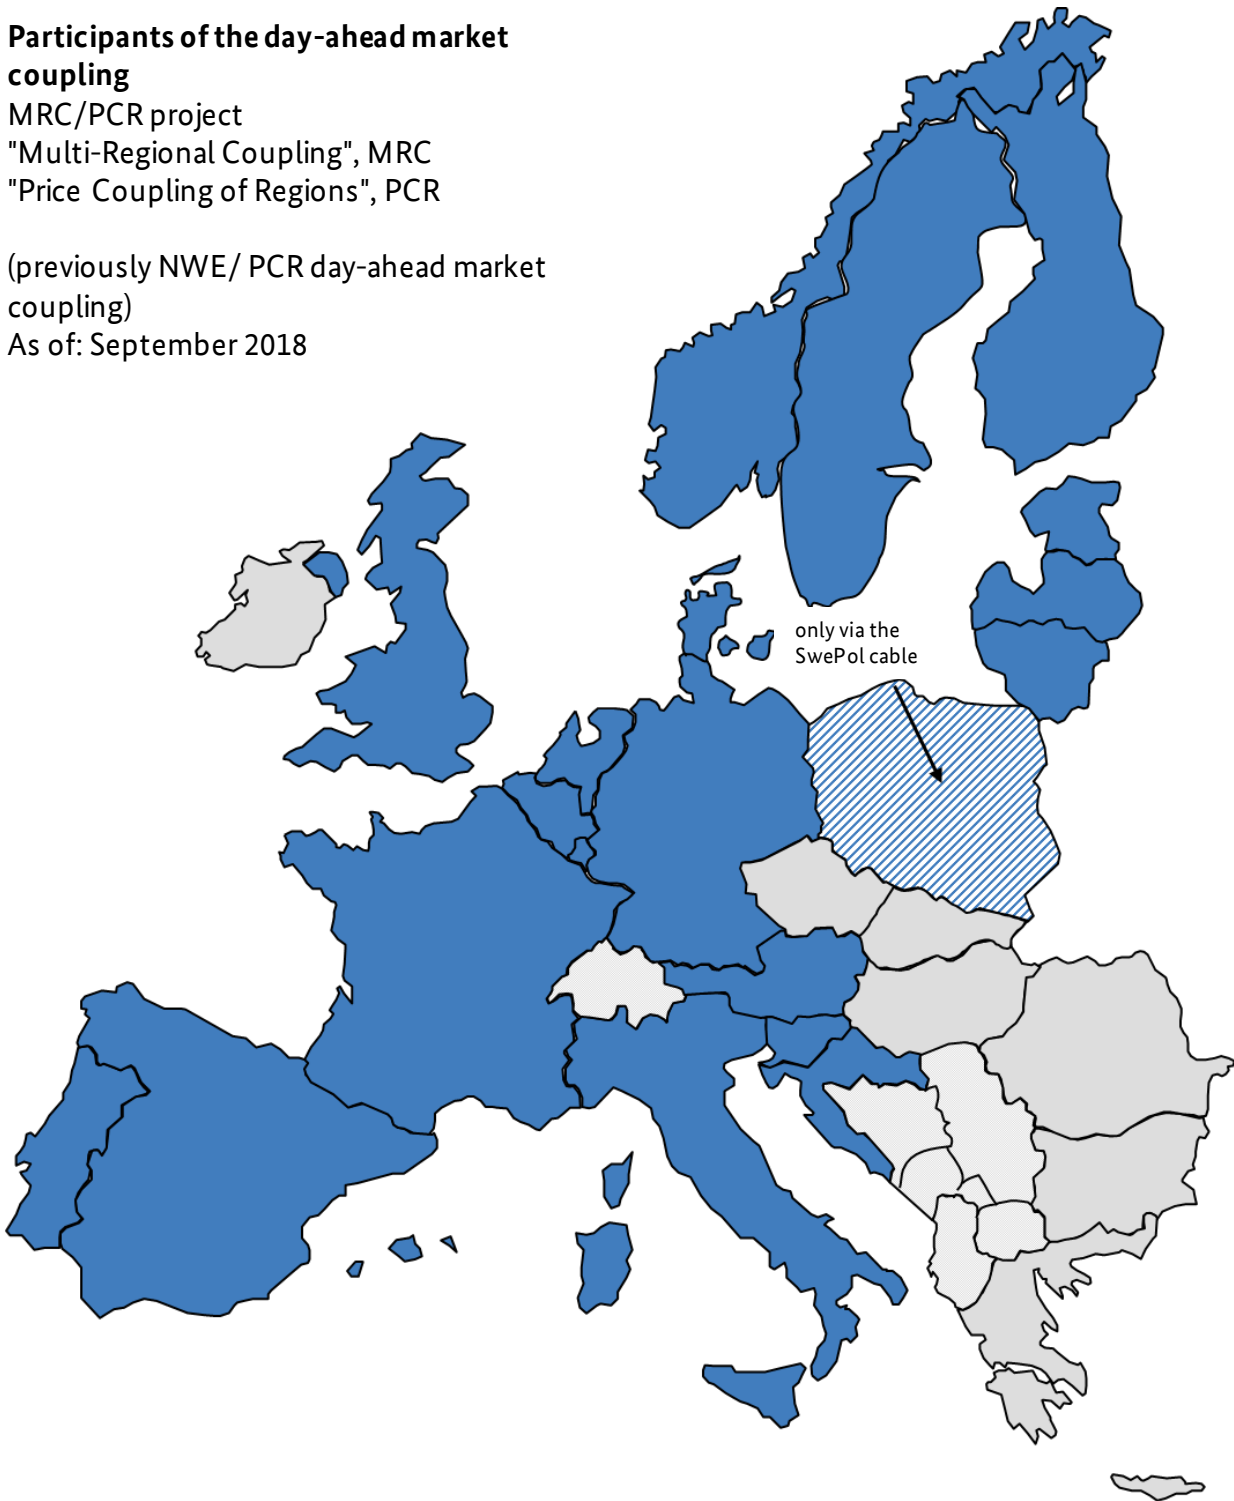 Participants of the day-ahead market
coupling
MRC/PCR project
"Multi-Regional Coupling", MRC
"Price Coupling of Regions", PCR
(previously NWE/ PCR day-ahead market
coupling)
As of: September 2018
only via the
SwePol cable